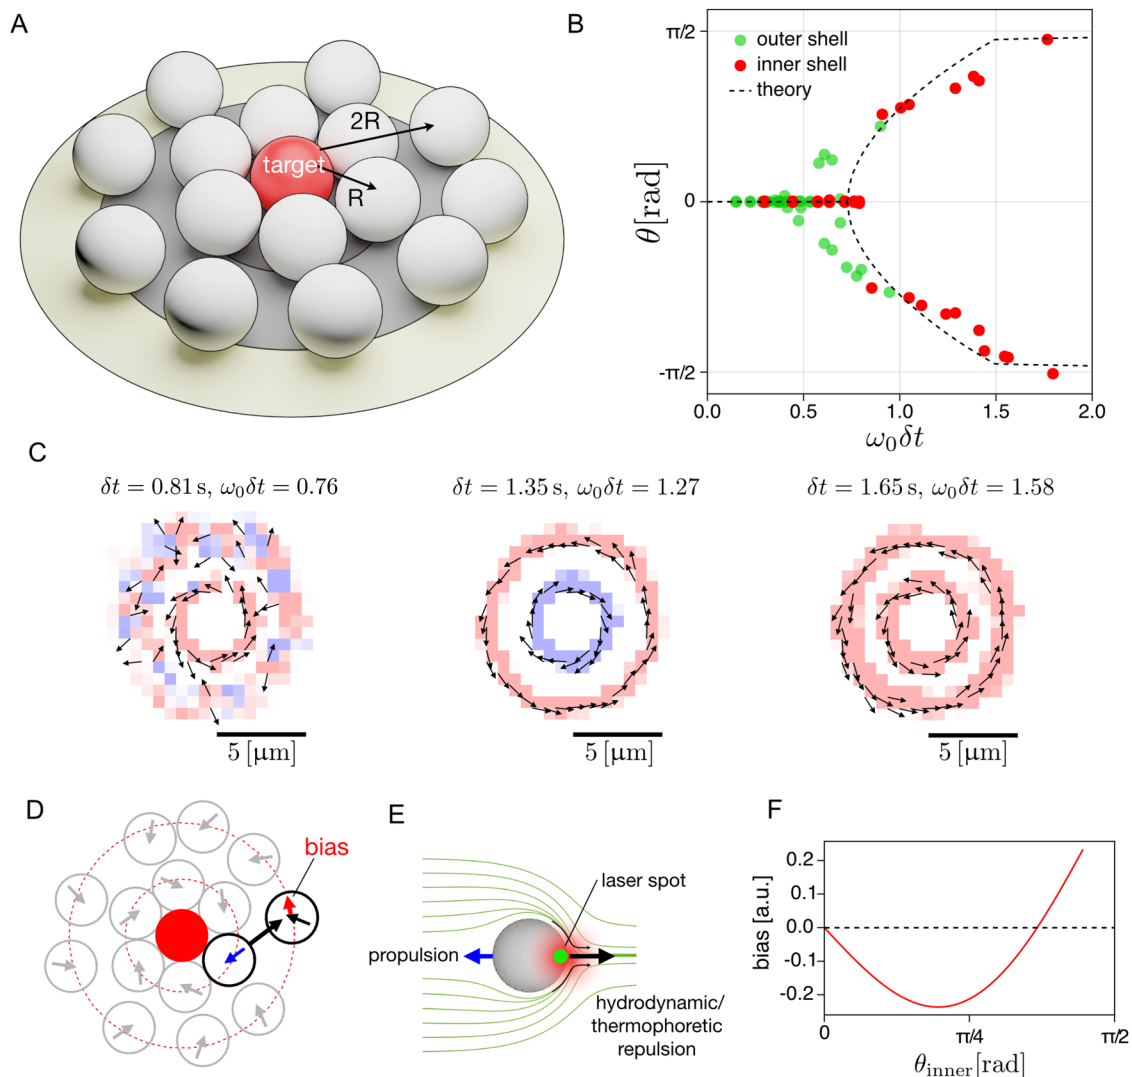 A
2R
target
R
B
π/2
0
-π/2
θ[rad]
outer shell
inner shell
theory
0.0
0.5
1.0
1.5
2.0
ω₀δt
C
δt = 0.81 s, ω₀δt = 0.76
δt = 1.35 s, ω₀δt = 1.27
δt = 1.65 s, ω₀δt = 1.58
5 [µm]
5 [µm]
5 [µm]
D
bias
E
laser spot
propulsion
hydrodynamic/
thermophoretic
repulsion
F
bias [a.u.]
0.2
0.1
0.0
-0.1
-0.2
0
π/4
π/2
θinner[rad]